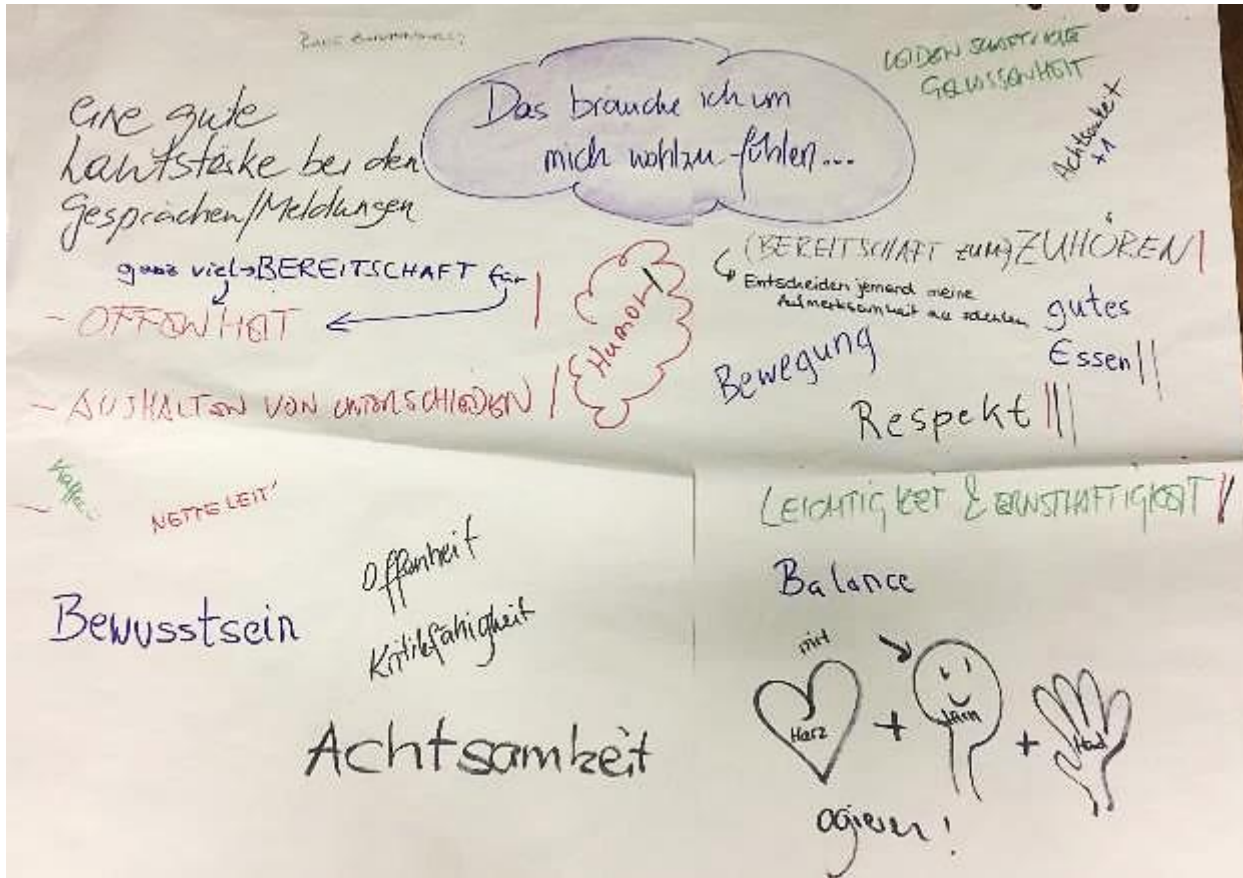 Das brauche ich um
mich wohlzu fühlen...
eine gute
Lautstärke bei den
Gesprächen/Meldungen
LEIDENSCHAFTLICHE
GELASSENHEIT
Achtsamkeit
+1
ganz viel → BEREITSCHAFT für
- OFFENHEIT
- AUSHALTEN VON UNTERSCHIEDEN
HUMOR
(BEREITSCHAFT ZUM) ZUHÖREN
Entscheiden jemand meine
Aufmerksamkeit zu schenken
gutes
Essen
Bewegung
Respekt
Kaffee
NETTE LEIT'
LEICHTIGKEIT & ERNSTHAFTIGKEIT
Offenheit
Kritikfähigkeit
Bewusstsein
Balance
Achtsamkeit
mit
Herz + Hirn + Hand
agieren!